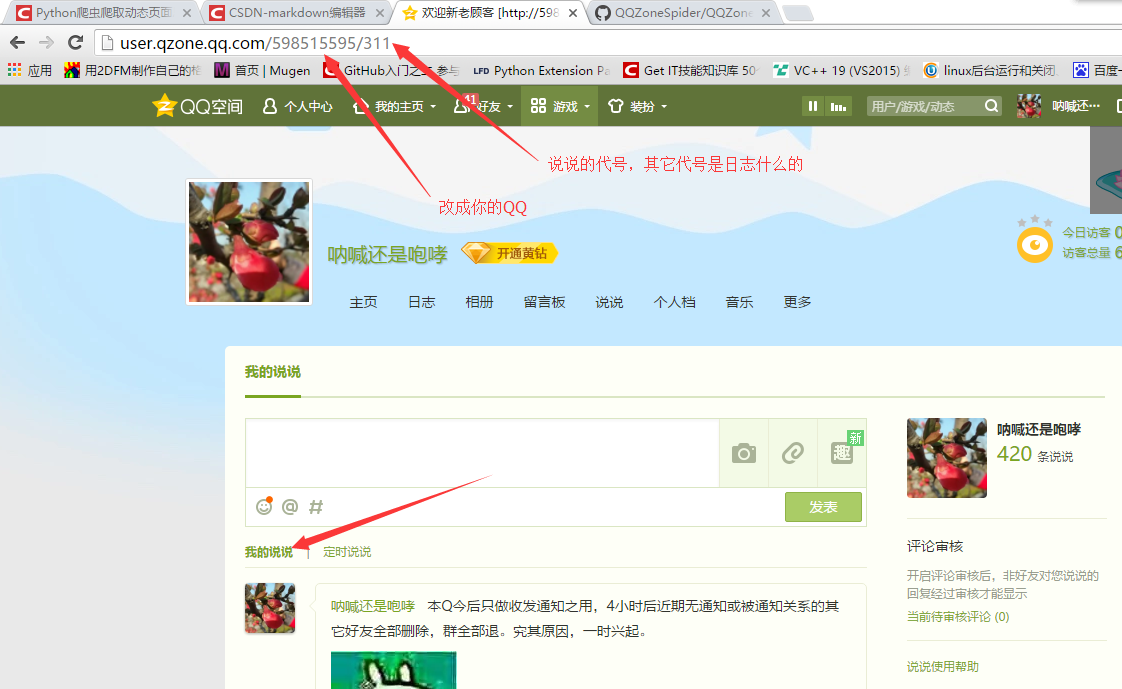 Python爬虫爬取动态页面
CSDN-markdown编辑器
欢迎新老顾客 [http://598
QQZoneSpider/QQZone
user.qzone.qq.com/598515595/311
应用
用2DFM制作自己的格
首页 | Mugen
GitHub入门之二 参与
Python Extension Pa
Get IT技能知识库 50
VC++ 19 (VS2015)
linux后台运行和关闭
百度一
QQ空间
个人中心
我的主页
41
好友
游戏
装扮
用户/游戏/动态
呐喊还…
说说的代号，其它代号是日志什么的
改成你的QQ
呐喊还是咆哮
开通黄钻
今日访客 0
访客总量 6
主页
日志
相册
留言板
说说
个人档
音乐
更多
我的说说
新
趣
@
#
发表
呐喊还是咆哮
420 条说说
我的说说 | 定时说说
评论审核
开启评论审核后，非好友对您说说的
回复经过审核才能显示
当前待审核评论 (0)
呐喊还是咆哮 本Q今后只做收发通知之用，4小时后近期无通知或被通知关系的其
它好友全部删除，群全部退。究其原因，一时兴起。
说说使用帮助